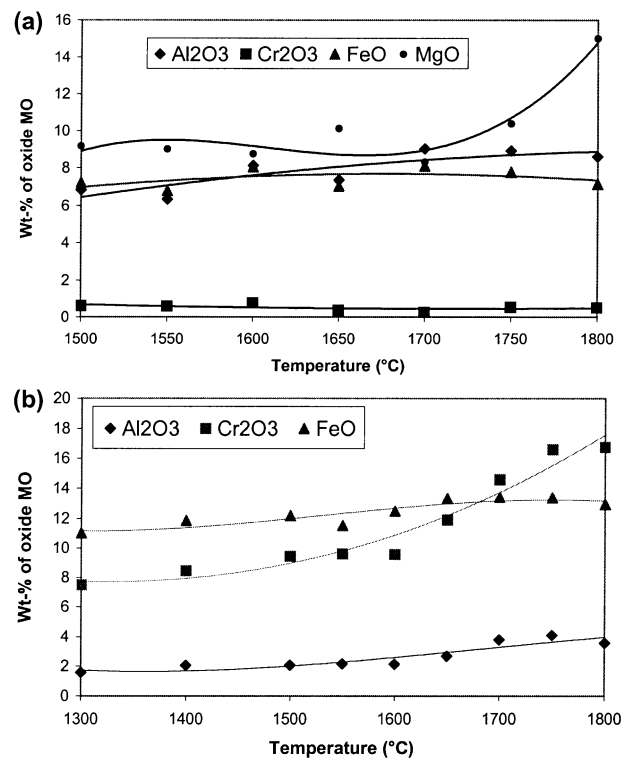 (a)
16
14
12
10
8
6
4
2
0
Wt-% of oxide MO
Al2O3 Cr2O3 FeO MgO
1500 1550 1600 1650 1700 1750 1800
Temperature (°C)
(b)
20
18
16
14
12
10
8
6
4
2
0
Wt-% of oxide MO
Al2O3 Cr2O3 FeO
1300 1400 1500 1600 1700 1800
Temperature (°C)